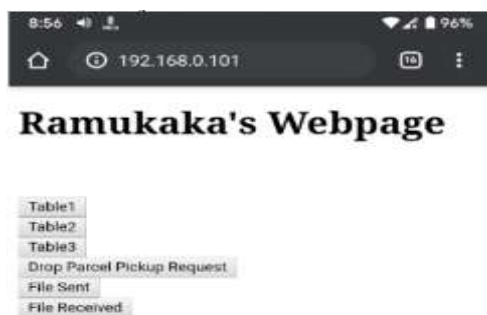 8:56 96%
192.168.0.101 16
Ramukaka's Webpage
Table1
Table2
Table3
Drop Parcel Pickup Request
File Sent
File Received